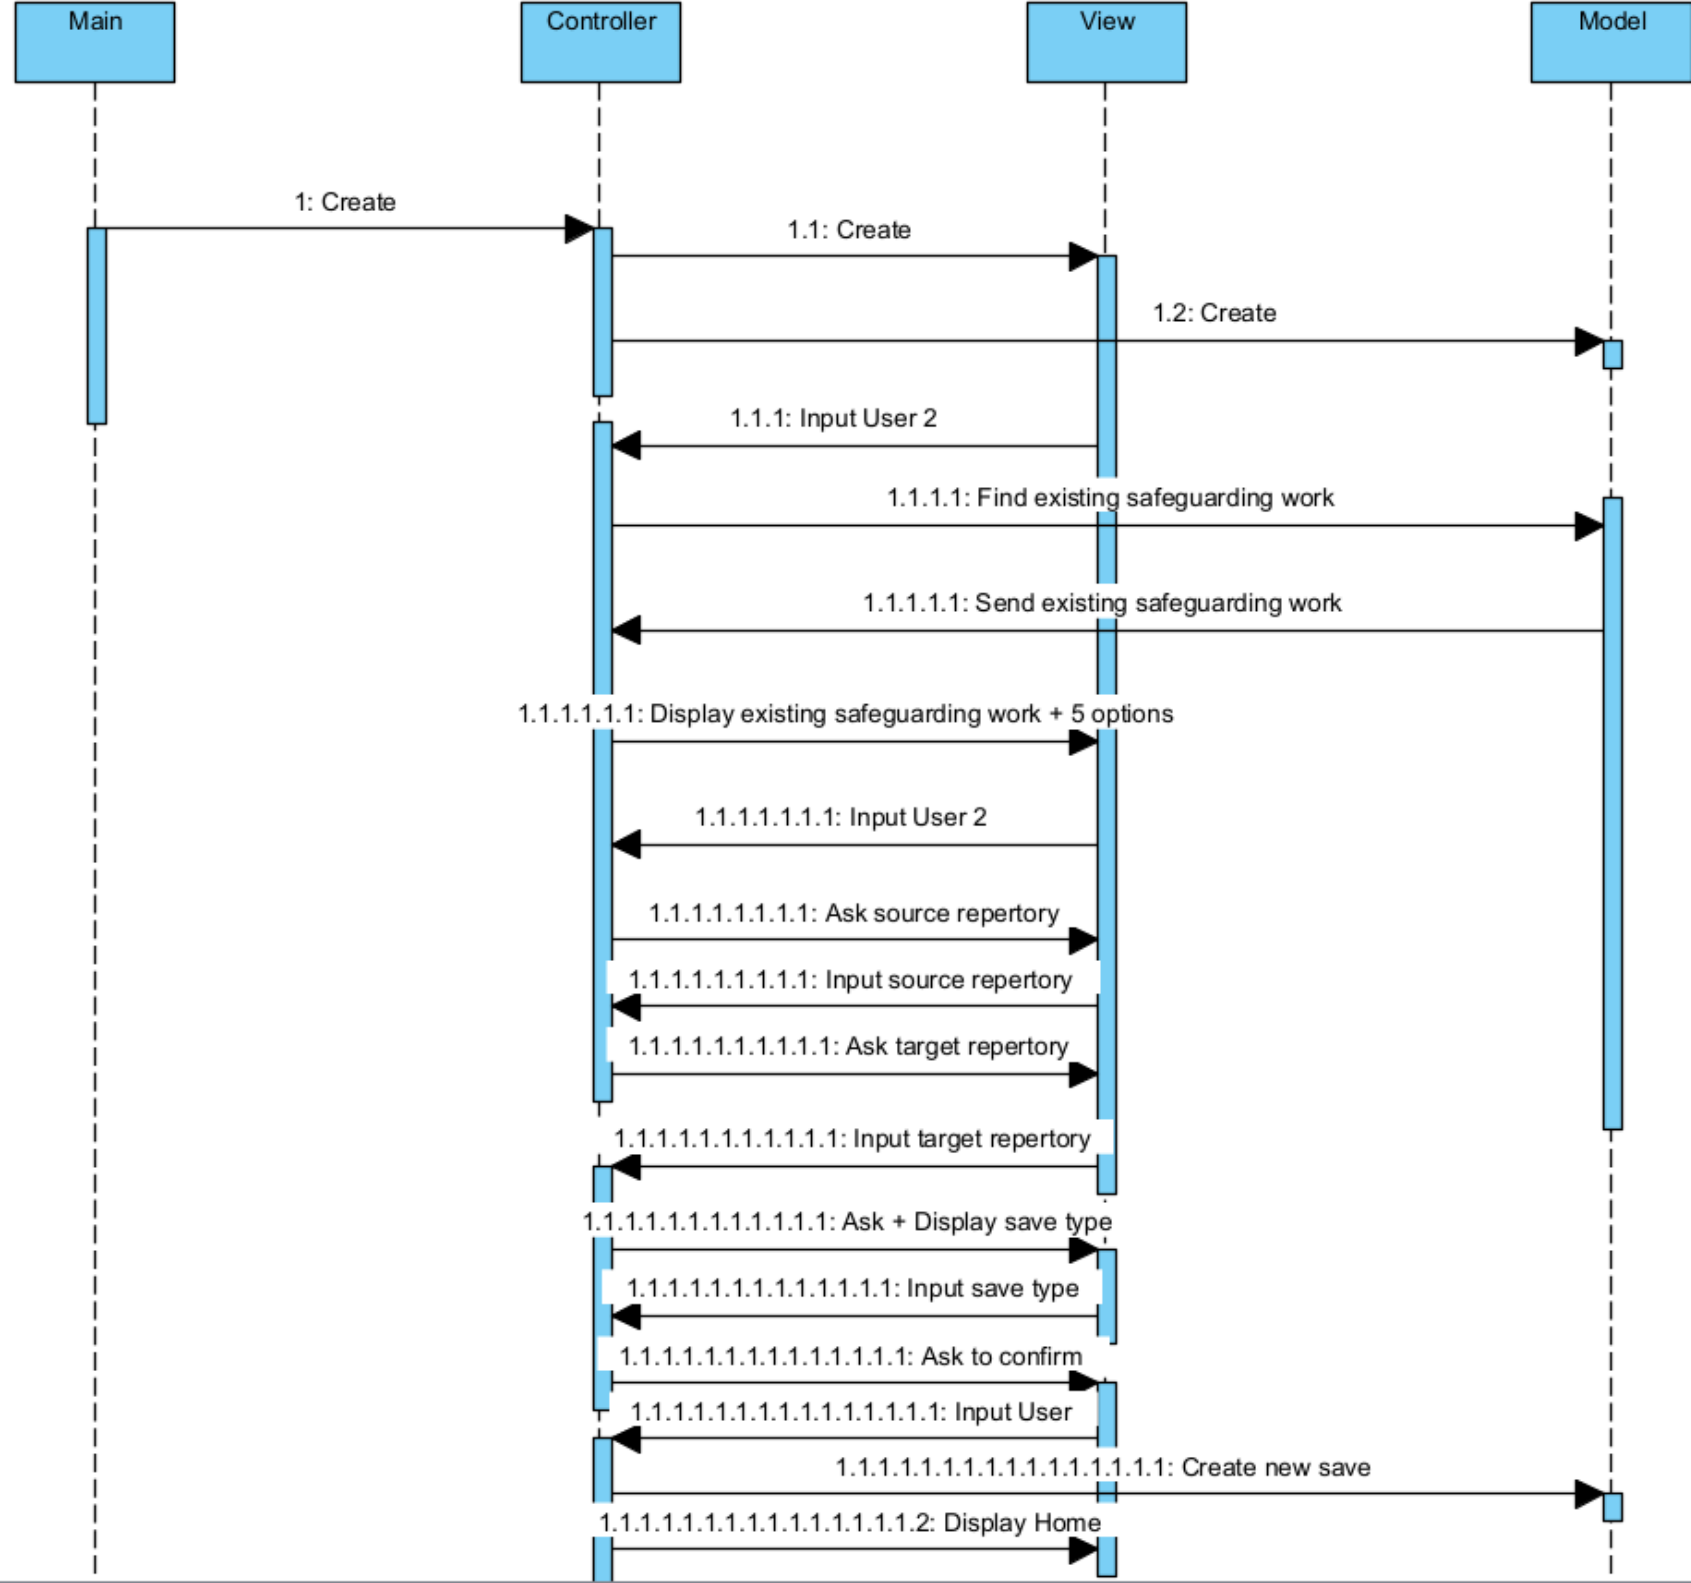 Main
Controller
View
Model
1: Create
1.1: Create
1.2: Create
1.1.1: Input User 2
1.1.1.1: Find existing safeguarding work
1.1.1.1.1: Send existing safeguarding work
1.1.1.1.1.1: Display existing safeguarding work + 5 options
1.1.1.1.1.1.1: Input User 2
1.1.1.1.1.1.1.1: Ask source repertory
1.1.1.1.1.1.1.1.1: Input source repertory
1.1.1.1.1.1.1.1.1.1: Ask target repertory
1.1.1.1.1.1.1.1.1.1.1: Input target repertory
1.1.1.1.1.1.1.1.1.1.1.1: Ask + Display save type
1.1.1.1.1.1.1.1.1.1.1.1.1: Input save type
1.1.1.1.1.1.1.1.1.1.1.1.1.1: Ask to confirm
1.1.1.1.1.1.1.1.1.1.1.1.1.1.1: Input User
1.1.1.1.1.1.1.1.1.1.1.1.1.1.1.1: Create new save
1.1.1.1.1.1.1.1.1.1.1.1.1.1.1.2: Display Home